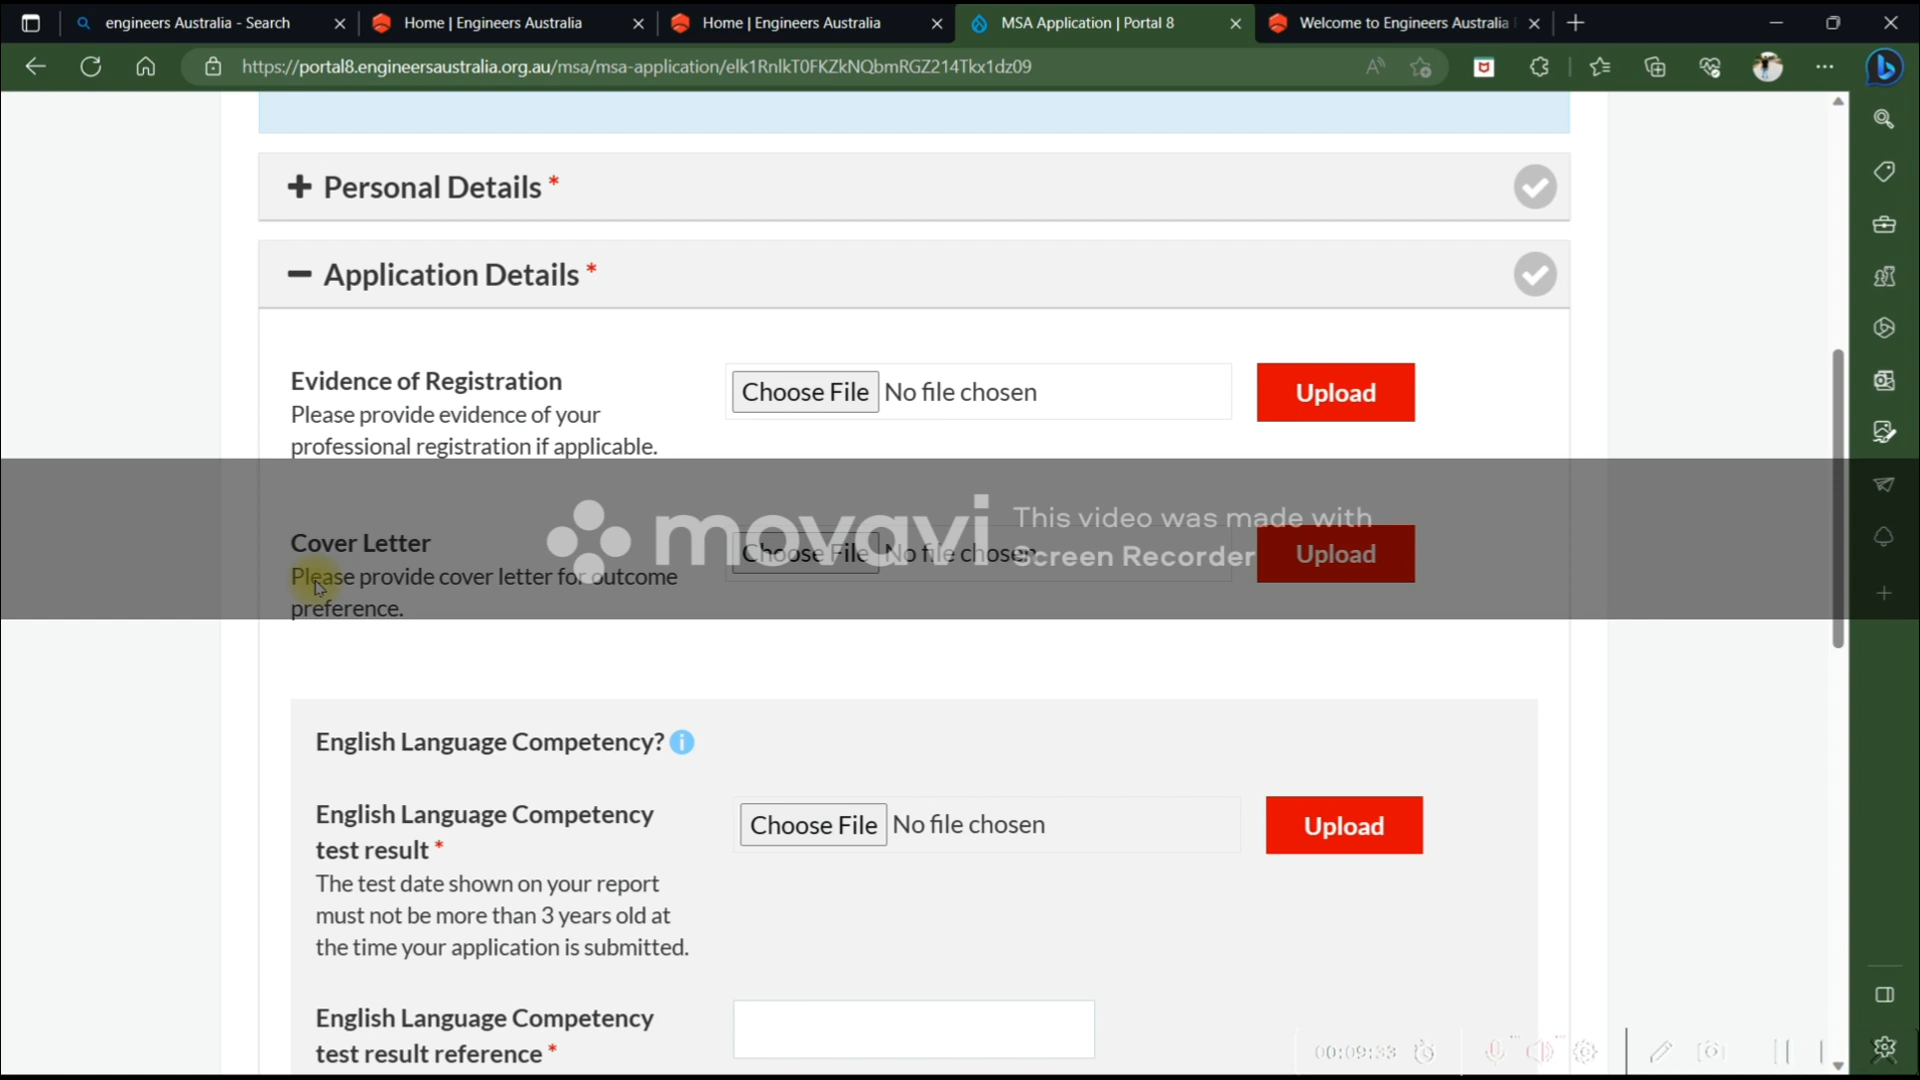 engineers Australia - Search
Home | Engineers Australia
Home | Engineers Australia
MSA Application | Portal 8
Welcome to Engineers Australia
https://portal8.engineersaustralia.org.au/msa/msa-application/elk1RnlkT0FKZkNQbmRGZ214Tkx1dz09
+ Personal Details *
− Application Details *
Evidence of Registration
Please provide evidence of your
professional registration if applicable.
Choose File No file chosen
Upload
movavi
This video was made with
Screen Recorder
Cover Letter
Please provide cover letter for outcome
preference.
Choose File No file chosen
Upload
English Language Competency?
English Language Competency
test result *
The test date shown on your report
must not be more than 3 years old at
the time your application is submitted.
Choose File No file chosen
Upload
English Language Competency
test result reference *
00:09:33